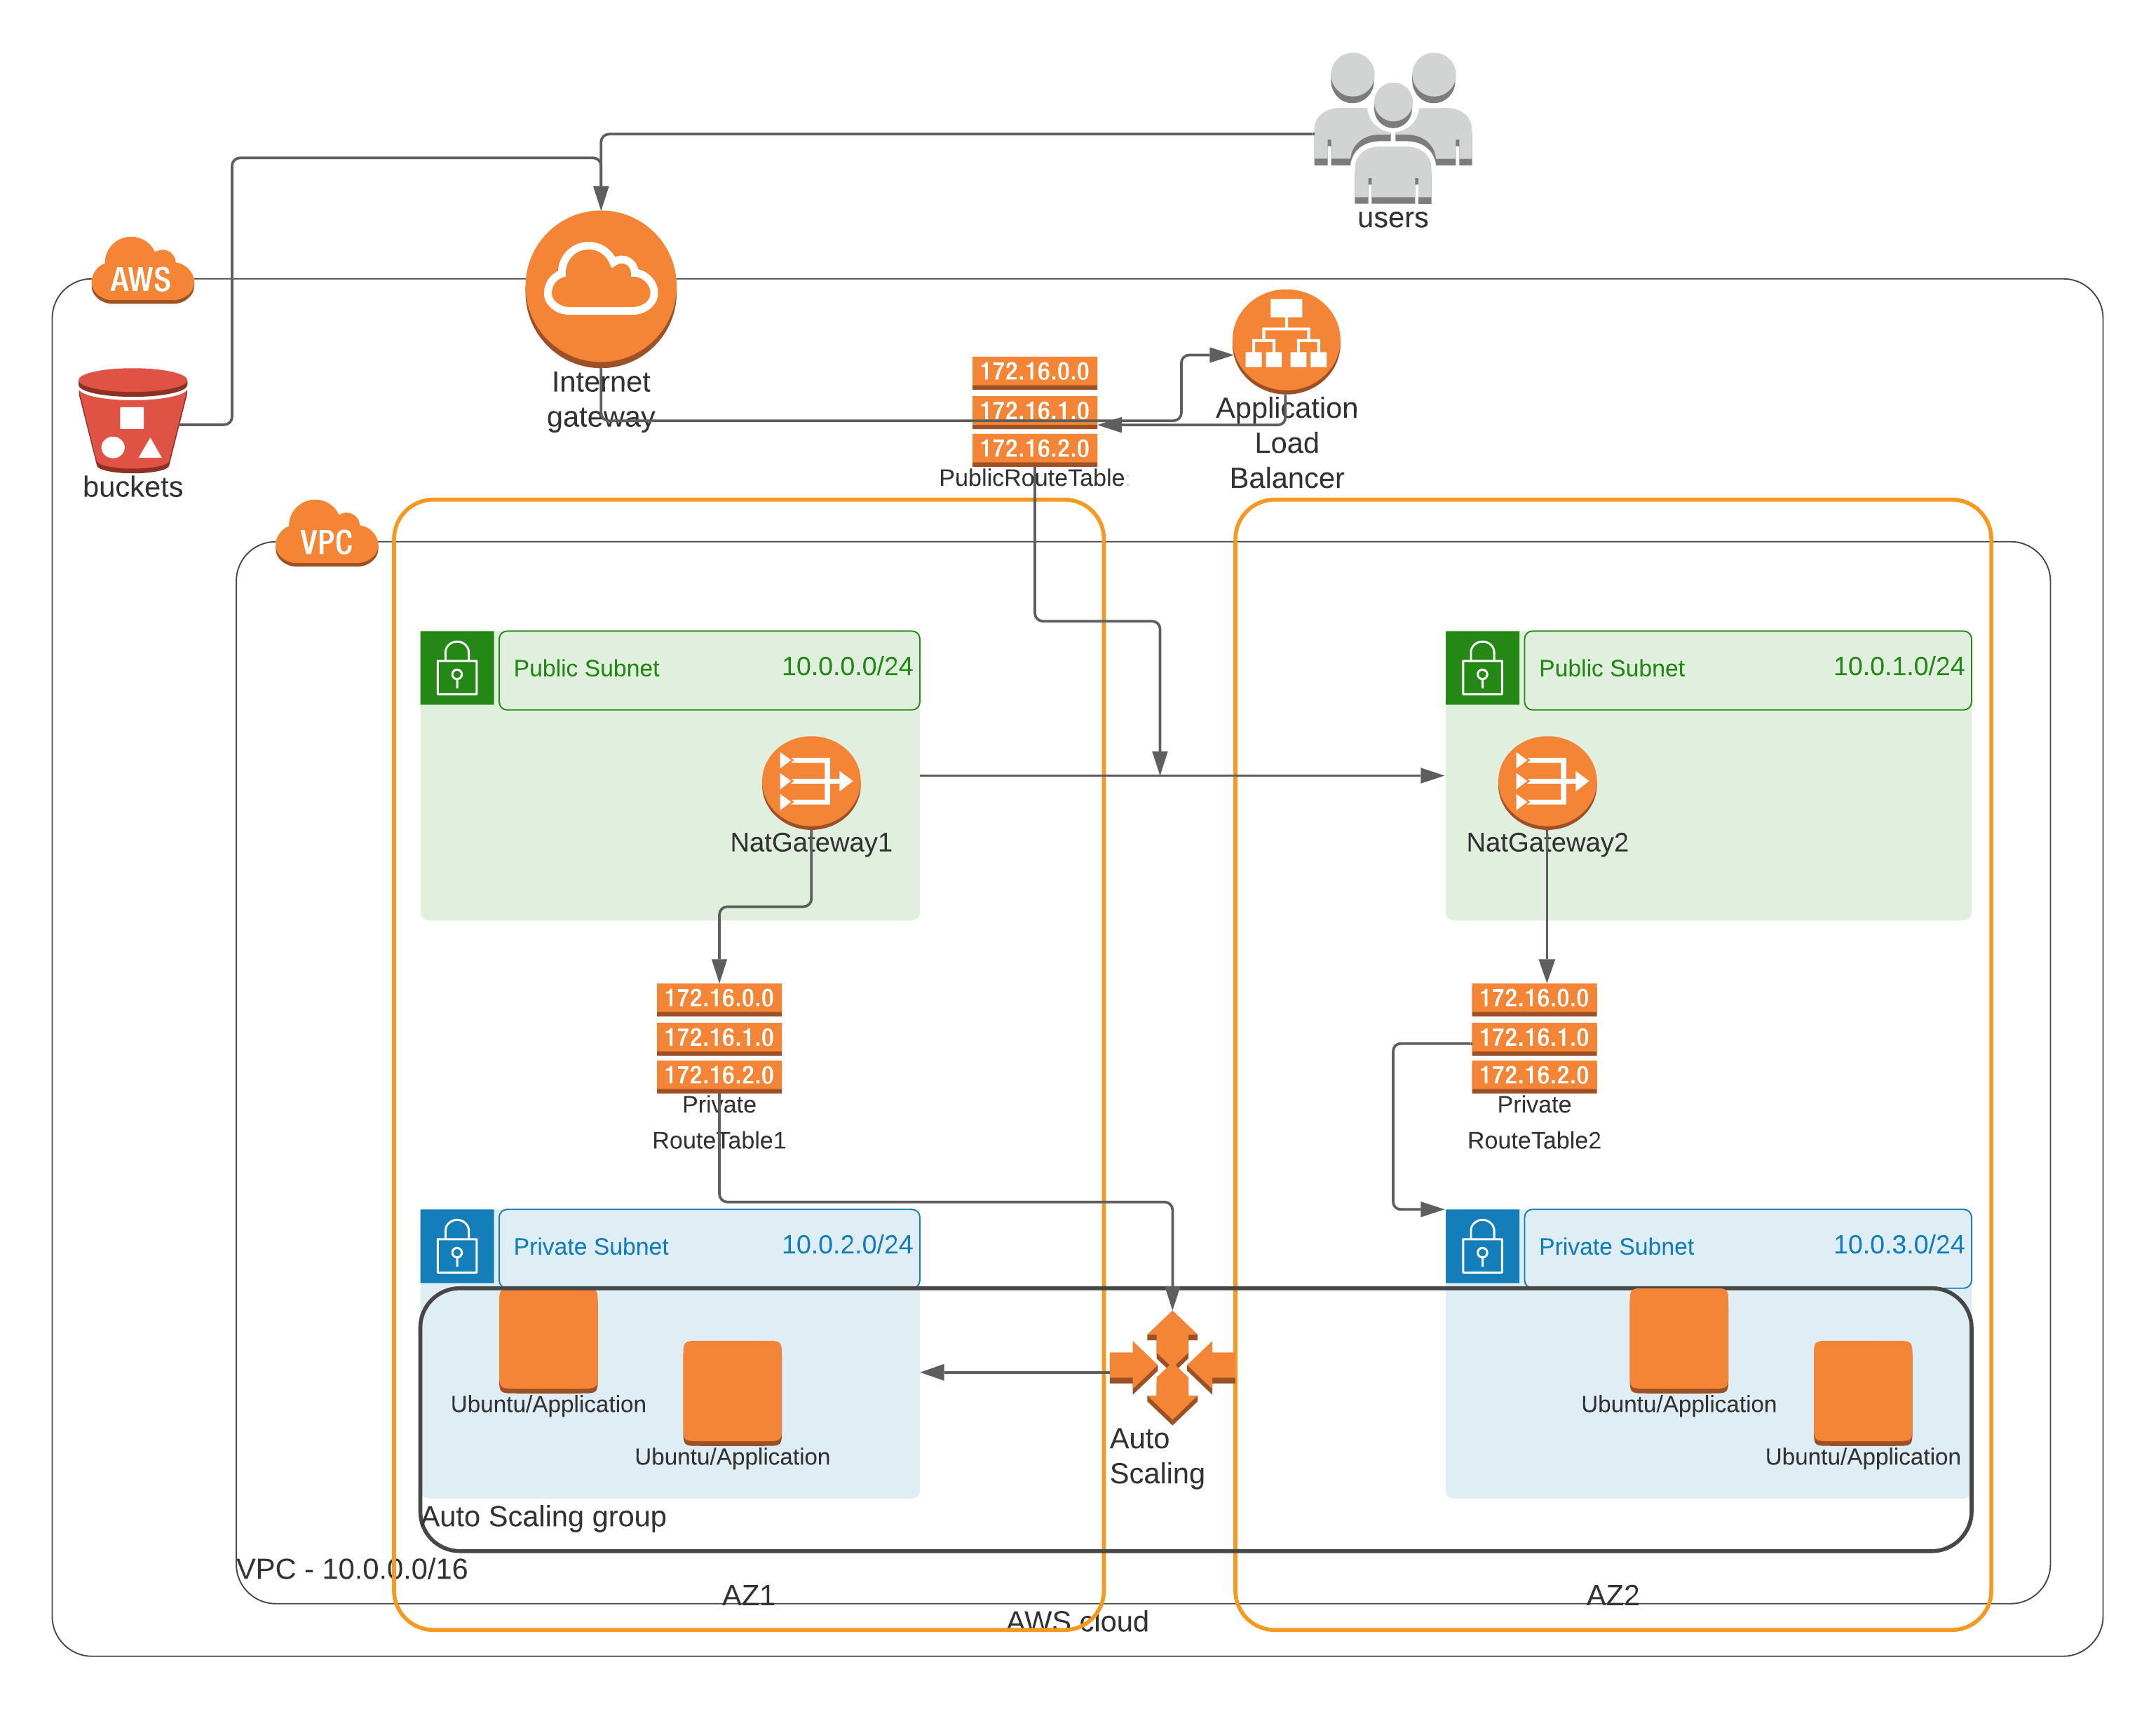 users
AWS
Internet
gateway
buckets
172.16.0.0
172.16.1.0
172.16.2.0
PublicRouteTable
Application
Load
Balancer
VPC
Public Subnet 10.0.0.0/24
Public Subnet 10.0.1.0/24
NatGateway1
NatGateway2
172.16.0.0
172.16.1.0
172.16.2.0
Private
RouteTable1
172.16.0.0
172.16.1.0
172.16.2.0
Private
RouteTable2
Private Subnet 10.0.2.0/24
Private Subnet 10.0.3.0/24
Ubuntu/Application
Ubuntu/Application
Auto
Scaling
Ubuntu/Application
Ubuntu/Application
Auto Scaling group
VPC - 10.0.0.0/16
AZ1
AZ2
AWS cloud